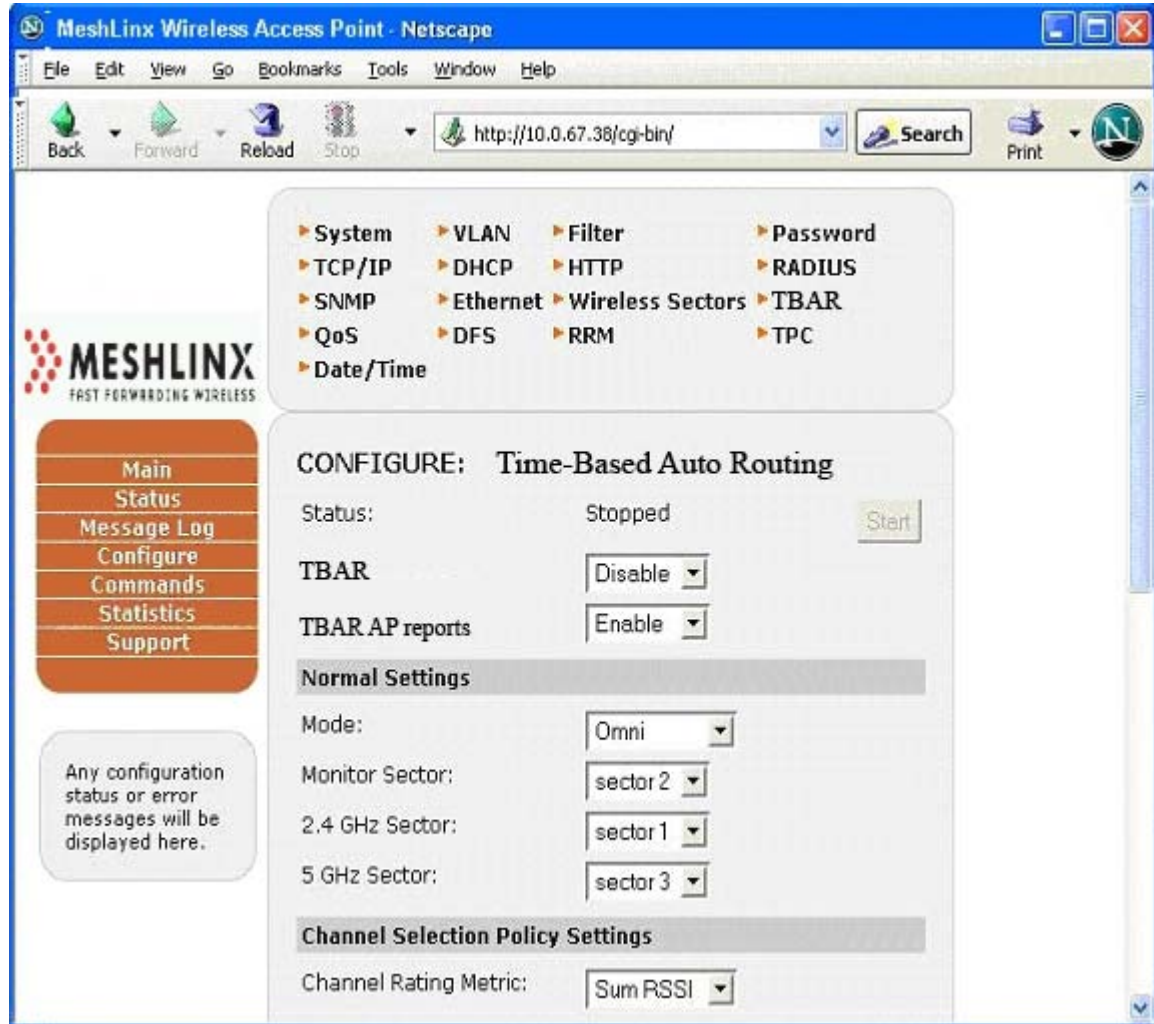 MeshLinx Wireless Access Point - Netscape
File Edit View Go Bookmarks Tools Window Help
Back Forward Reload Stop http://10.0.67.38/cgi-bin/ Search Print N
System VLAN Filter Password
TCP/IP DHCP HTTP RADIUS
SNMP Ethernet Wireless Sectors TBAR
QoS DFS RRM TPC
Date/Time
MESHLINX
FAST FORWARDING WIRELESS
Main
Status
Message Log
Configure
Commands
Statistics
Support
Any configuration
status or error
messages will be
displayed here.
CONFIGURE: Time-Based Auto Routing
Status: Stopped Start
TBAR Disable
TBAR AP reports Enable
Normal Settings
Mode: Omni
Monitor Sector: sector 2
2.4 GHz Sector: sector 1
5 GHz Sector: sector 3
Channel Selection Policy Settings
Channel Rating Metric: Sum RSSI